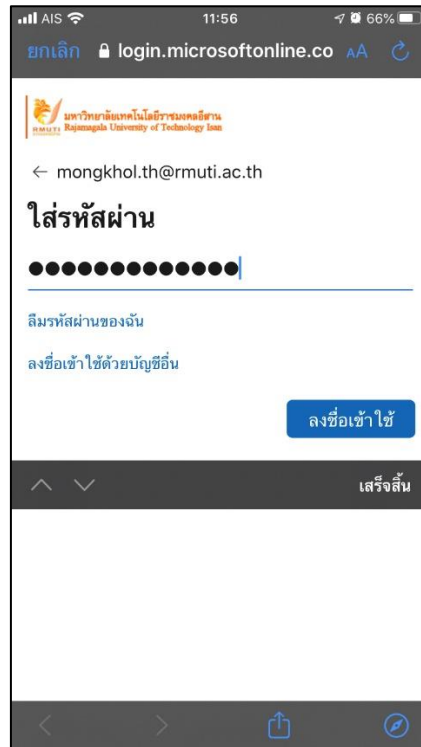 AIS 11:56 66%
ยกเลิก login.microsoftonline.co AA
มหาวิทยาลัยเทคโนโลยีราชมงคลอีสาน
RMUTI Rajamagala University of Technology Isan
← mongkhol.th@rmuti.ac.th
ใส่รหัสผ่าน
●●●●●●●●●●●●●
ลืมรหัสผ่านของฉัน
ลงชื่อเข้าใช้ด้วยบัญชีอื่น
ลงชื่อเข้าใช้
เสร็จสิ้น